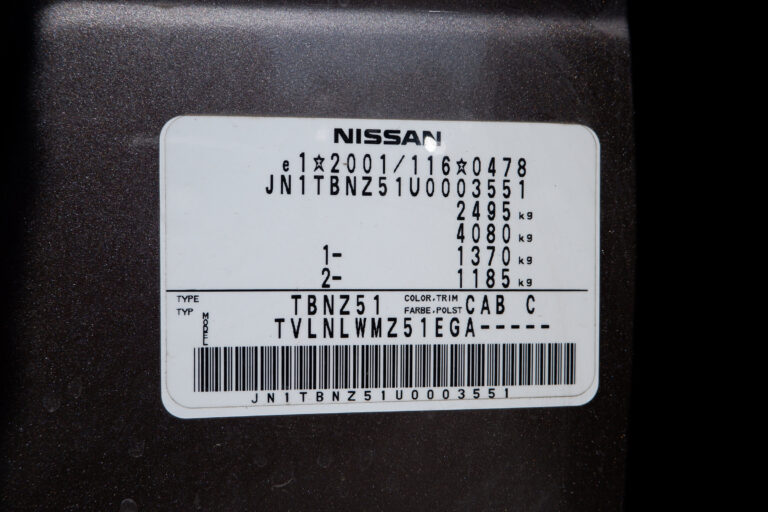 NISSAN
e1☆2001/116☆0478
JN1TBNZ51U0003551
2495 kg
4080 kg
1- 1370 kg
2- 1185 kg
TYPE TBNZ51 COLOR,TRIM CAB C
TYP FARBE,POLST
MODELL TVLNLWMZ51EGA-----
JN1TBNZ51U0003551